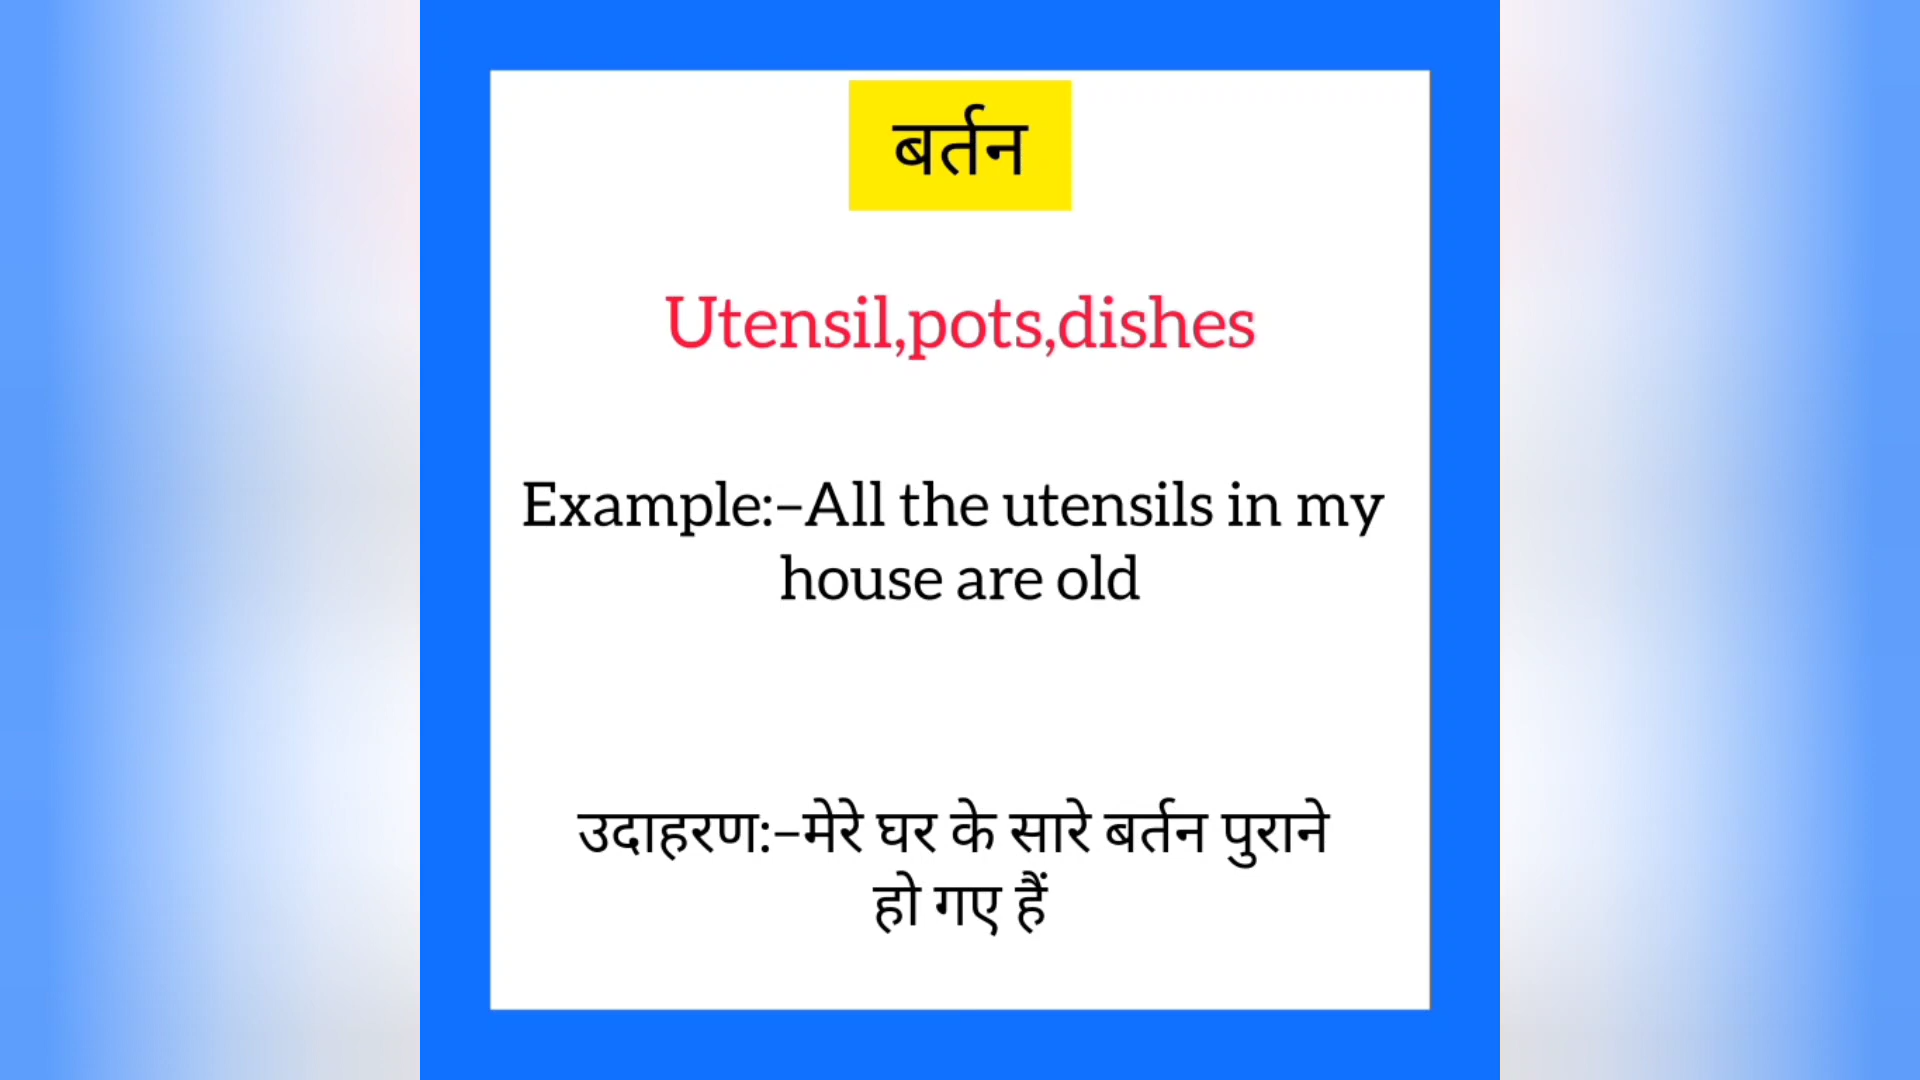 बर्तन
Utensil,pots,dishes
Example:–All the utensils in my
house are old
उदाहरण:–मेरे घर के सारे बर्तन पुराने
हो गए हैं